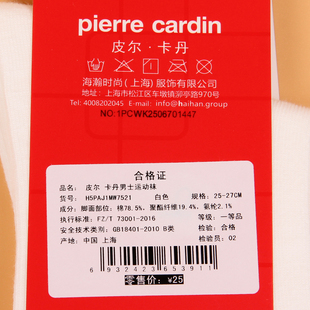 pierre cardin
皮尔·卡丹
海瀚时尚(上海)服饰有限公司
地址:上海市松江区车墩镇泖亭路970号
Tel: 4008202045 E-mail: info@haihan.group
NO:1PCWK2506701447
合格证
品名: 皮尔 卡丹男士运动袜
货号: H5PAJ1MW7521 白色 规格: 25-27CM
成分: 脚面部位: 棉78.5%, 聚酯纤维19.4%, 氨纶2.1%
执行标准: FZ/T 73001-2016 等级: 一等品
安全技术类别: GB18401-2010 B类 检验: 合格
产地: 中国 上海 检验员: 02
6 932423 653911
零售价: ¥25